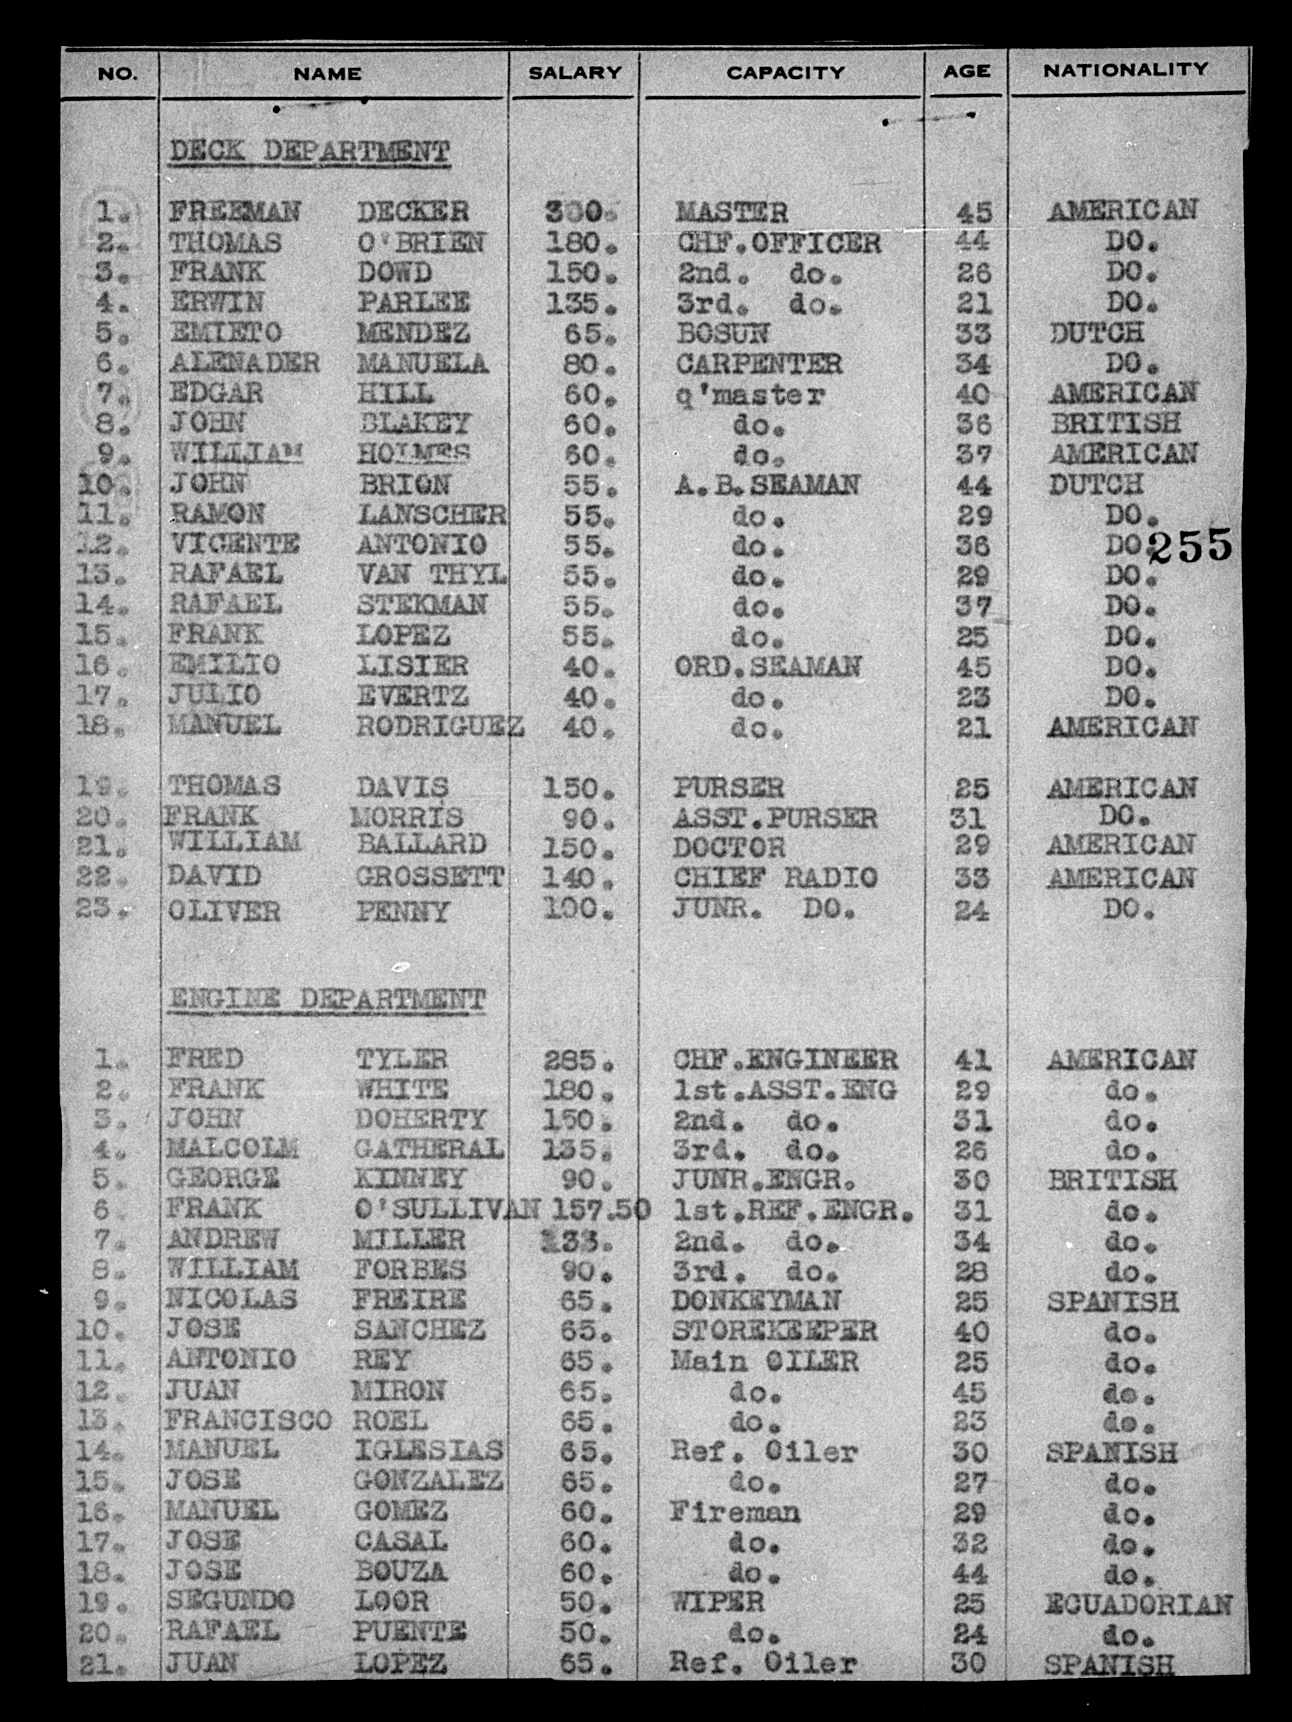 NO. NAME SALARY CAPACITY AGE NATIONALITY
DECK DEPARTMENT
1. FREEMAN DECKER 300. MASTER 45 AMERICAN
2. THOMAS O'BRIEN 180. CHF.OFFICER 44 DO.
3. FRANK DOWD 150. 2nd. do. 26 DO.
4. ERWIN PARLEE 135. 3rd. do. 21 DO.
5. EMIETO MENDEZ 65. BOSUN 33 DUTCH
6. ALENADER MANUELA 80. CARPENTER 34 DO.
7. EDGAR HILL 60. q'master 40 AMERICAN
8. JOHN BLAKEY 60. do. 36 BRITISH
9. WILLIAM HOLMES 60. do. 37 AMERICAN
10. JOHN BRION 55. A.B.SEAMAN 44 DUTCH
11. RAMON LANSCHER 55. do. 29 DO.
12. VICENTE ANTONIO 55. do. 36 DO. 255
13. RAFAEL VAN THYL 55. do. 29 DO.
14. RAFAEL STEKMAN 55. do. 37 DO.
15. FRANK LOPEZ 55. do. 25 DO.
16. EMILIO LISIER 40. ORD.SEAMAN 45 DO.
17. JULIO EVERTZ 40. do. 23 DO.
18. MANUEL RODRIGUEZ 40. do. 21 AMERICAN
19. THOMAS DAVIS 150. PURSER 25 AMERICAN
20. FRANK MORRIS 90. ASST.PURSER 31 DO.
21. WILLIAM BALLARD 150. DOCTOR 29 AMERICAN
22. DAVID GROSSETT 140. CHIEF RADIO 33 AMERICAN
23. OLIVER PENNY 100. JUNR. DO. 24 DO.
ENGINE DEPARTMENT
1. FRED TYLER 285. CHF.ENGINEER 41 AMERICAN
2. FRANK WHITE 180. 1st.ASST.ENG 29 do.
3. JOHN DOHERTY 150. 2nd. do. 31 do.
4. MALCOLM GATHERAL 135. 3rd. do. 26 do.
5. GEORGE KINNEY 90. JUNR.ENGR. 30 BRITISH
6. FRANK O'SULLIVAN 157.50 1st.REF.ENGR. 31 do.
7. ANDREW MILLER 133. 2nd. do. 34 do.
8. WILLIAM FORBES 90. 3rd. do. 28 do.
9. NICOLAS FREIRE 65. DONKEYMAN 25 SPANISH
10. JOSE SANCHEZ 65. STOREKEEPER 40 do.
11. ANTONIO REY 65. Main OILER 25 do.
12. JUAN MIRON 65. do. 45 do.
13. FRANCISCO ROEL 65. do. 23 do.
14. MANUEL IGLESIAS 65. Ref. Oiler 30 SPANISH
15. JOSE GONZALEZ 65. do. 27 do.
16. MANUEL GOMEZ 60. Fireman 29 do.
17. JOSE CASAL 60. do. 32 do.
18. JOSE BOUZA 60. do. 44 do.
19. SEGUNDO LOOR 50. WIPER 25 ECUADORIAN
20. RAFAEL PUENTE 50. do. 24 do.
21. JUAN LOPEZ 65. Ref. Oiler 30 SPANISH